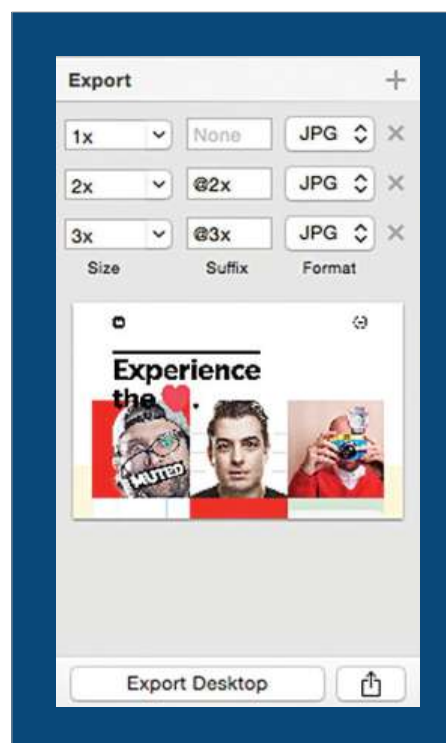 Export
1x None JPG
2x @2x JPG
3x @3x JPG
Size Suffix Format
Experience
the
MUTED
Export Desktop